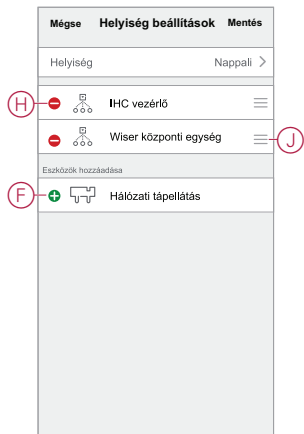 Mégse Helyiség beállítások Mentés
Helyiség Nappali >
H IHC vezérlő
Wiser központi egység J
Eszközök hozzáadása
F Hálózati tápellátás